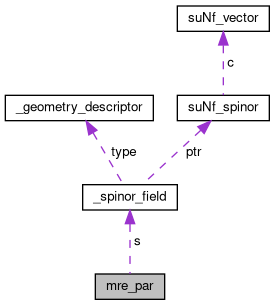 suNf_vector
c
_geometry_descriptor
suNf_spinor
type
ptr
_spinor_field
s
mre_par